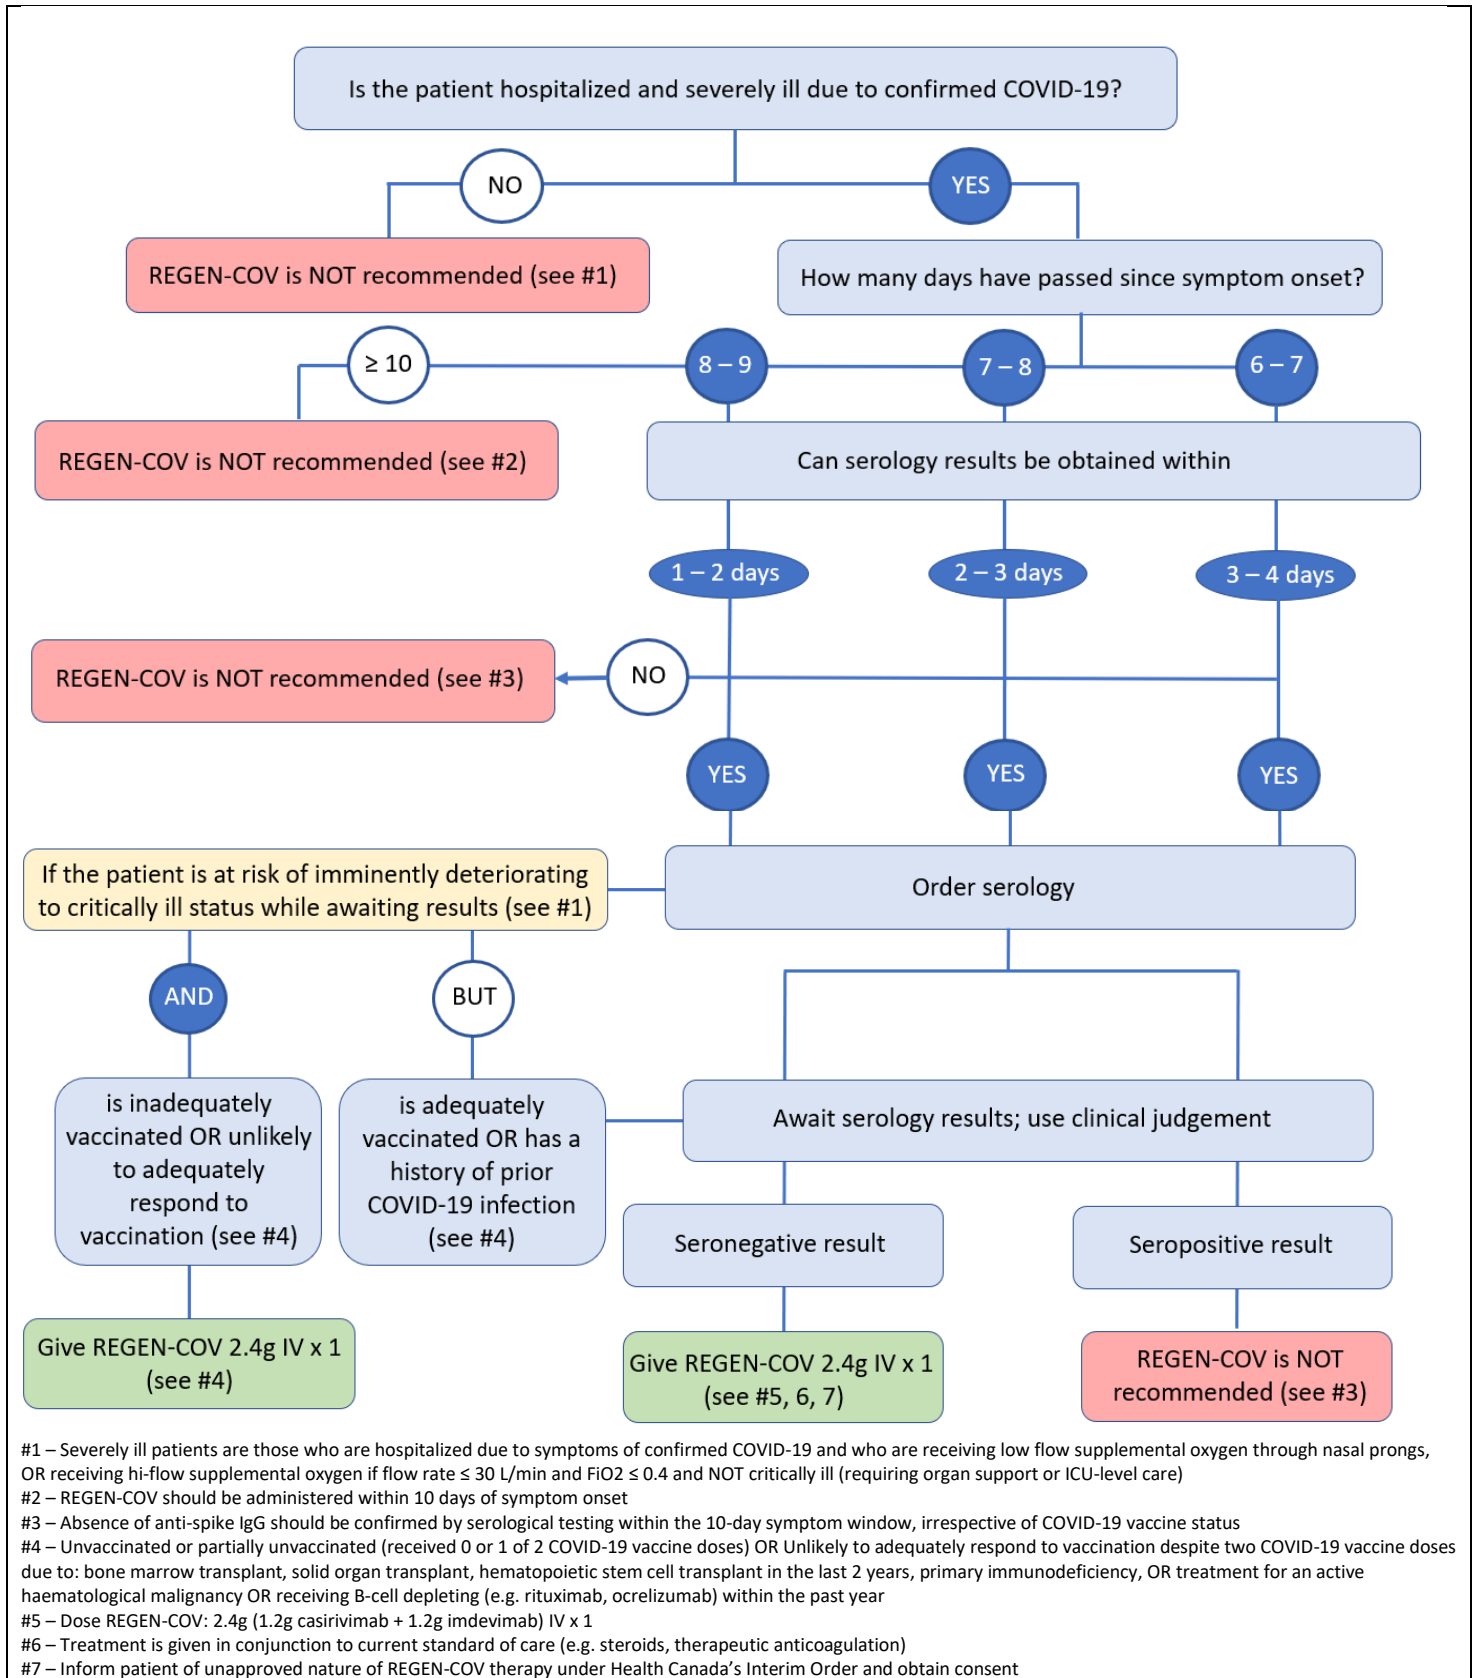 Is the patient hospitalized and severely ill due to confirmed COVID-19?
NO
YES
REGEN-COV is NOT recommended (see #1)
How many days have passed since symptom onset?
≥ 10
8 – 9
7 – 8
6 – 7
REGEN-COV is NOT recommended (see #2)
Can serology results be obtained within
1 – 2 days
2 – 3 days
3 – 4 days
REGEN-COV is NOT recommended (see #3)
NO
YES
YES
YES
If the patient is at risk of imminently deteriorating
to critically ill status while awaiting results (see #1)
Order serology
AND
BUT
is inadequately
vaccinated OR unlikely
to adequately
respond to
vaccination (see #4)
is adequately
vaccinated OR has a
history of prior
COVID-19 infection
(see #4)
Await serology results; use clinical judgement
Seronegative result
Seropositive result
Give REGEN-COV 2.4g IV x 1
(see #4)
Give REGEN-COV 2.4g IV x 1
(see #5, 6, 7)
REGEN-COV is NOT
recommended (see #3)
#1 – Severely ill patients are those who are hospitalized due to symptoms of confirmed COVID-19 and who are receiving low flow supplemental oxygen through nasal prongs,
OR receiving hi-flow supplemental oxygen if flow rate ≤ 30 L/min and FiO2 ≤ 0.4 and NOT critically ill (requiring organ support or ICU-level care)
#2 – REGEN-COV should be administered within 10 days of symptom onset
#3 – Absence of anti-spike IgG should be confirmed by serological testing within the 10-day symptom window, irrespective of COVID-19 vaccine status
#4 – Unvaccinated or partially unvaccinated (received 0 or 1 of 2 COVID-19 vaccine doses) OR Unlikely to adequately respond to vaccination despite two COVID-19 vaccine doses
due to: bone marrow transplant, solid organ transplant, hematopoietic stem cell transplant in the last 2 years, primary immunodeficiency, OR treatment for an active
haematological malignancy OR receiving B-cell depleting (e.g. rituximab, ocrelizumab) within the past year
#5 – Dose REGEN-COV: 2.4g (1.2g casirivimab + 1.2g imdevimab) IV x 1
#6 – Treatment is given in conjunction to current standard of care (e.g. steroids, therapeutic anticoagulation)
#7 – Inform patient of unapproved nature of REGEN-COV therapy under Health Canada's Interim Order and obtain consent